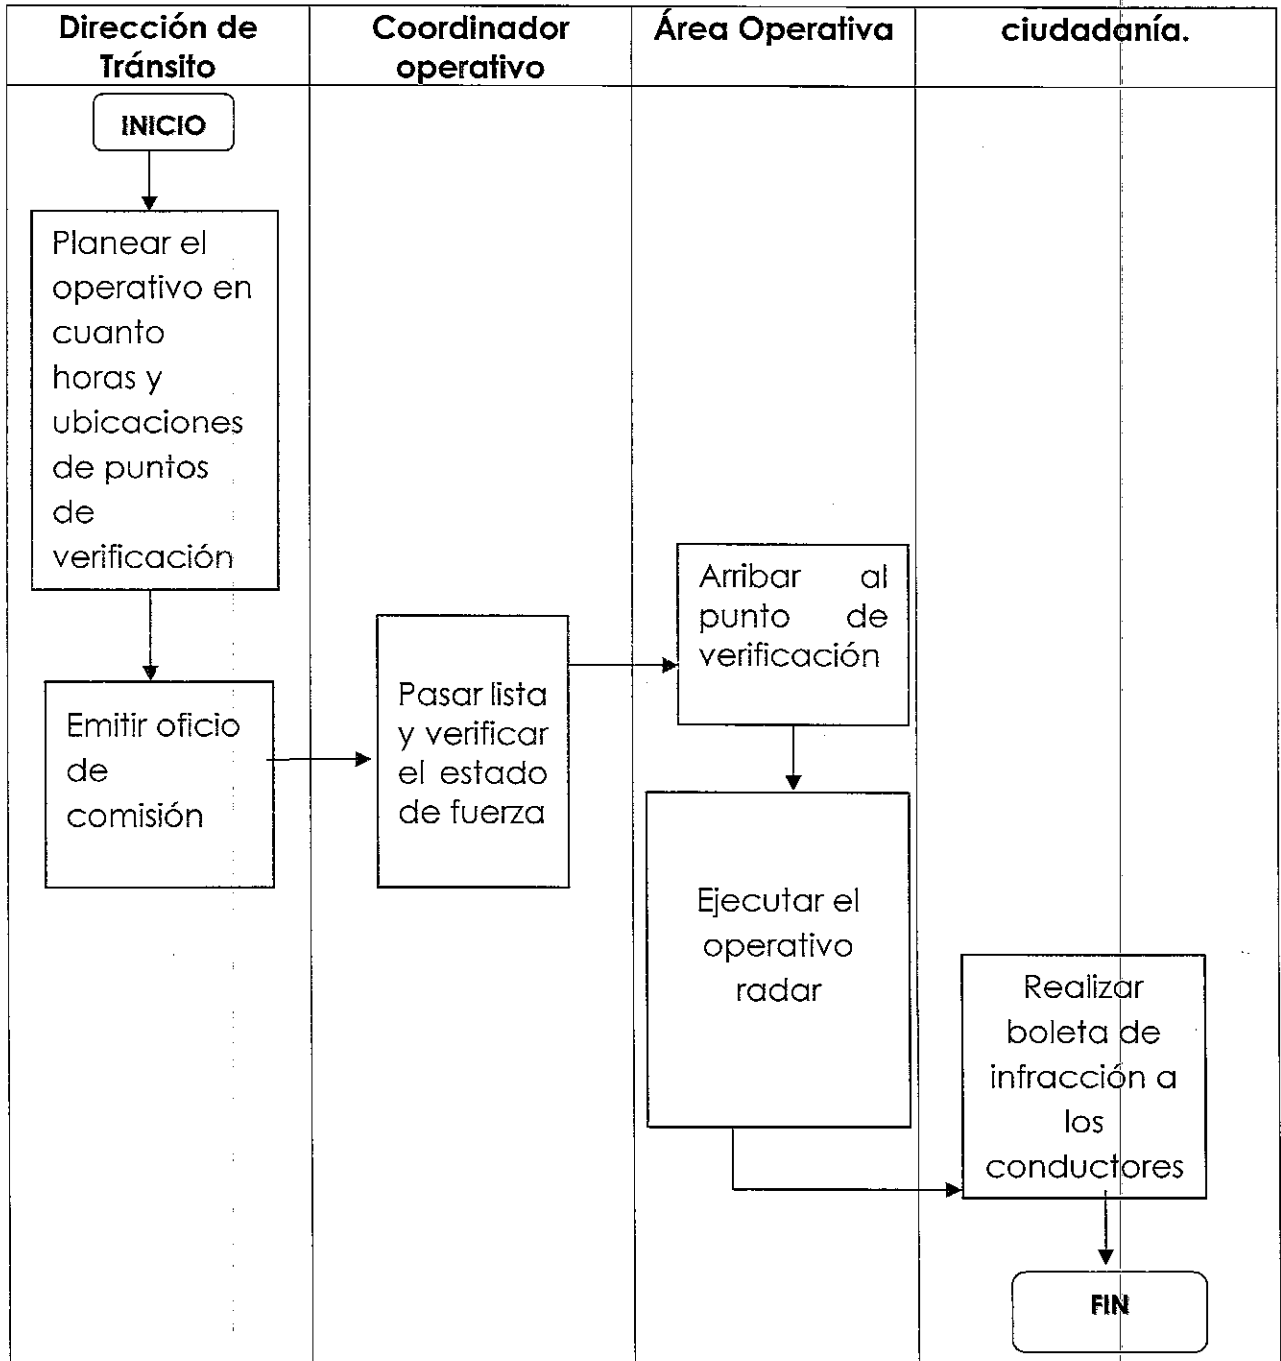 Dirección de
Tránsito
Coordinador
operativo
Área Operativa
ciudadanía.
INICIO
Planear el
operativo en
cuanto
horas y
ubicaciones
de puntos
de
verificación
Emitir oficio
de
comisión
Pasar lista
y verificar
el estado
de fuerza
Arribar al
punto de
verificación
Ejecutar el
operativo
radar
Realizar
boleta de
infracción a
los
conductores
FIN